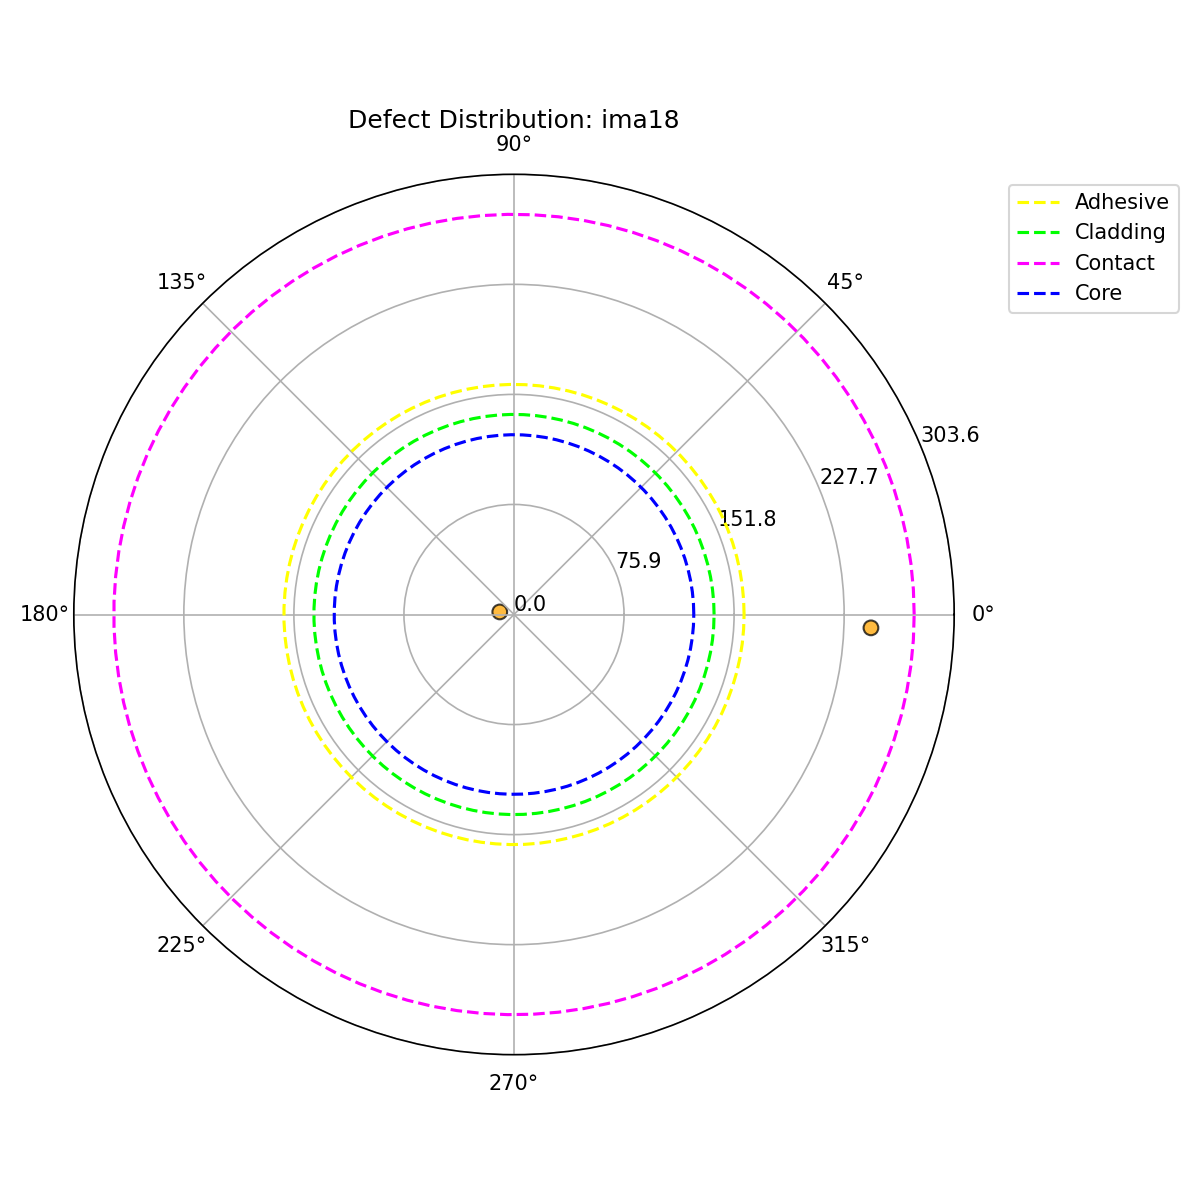 Defect Distribution: ima18
90°
Adhesive
Cladding
Contact
Core
135°
45°
303.6
227.7
151.8
75.9
0.0
180°
0°
225°
315°
270°